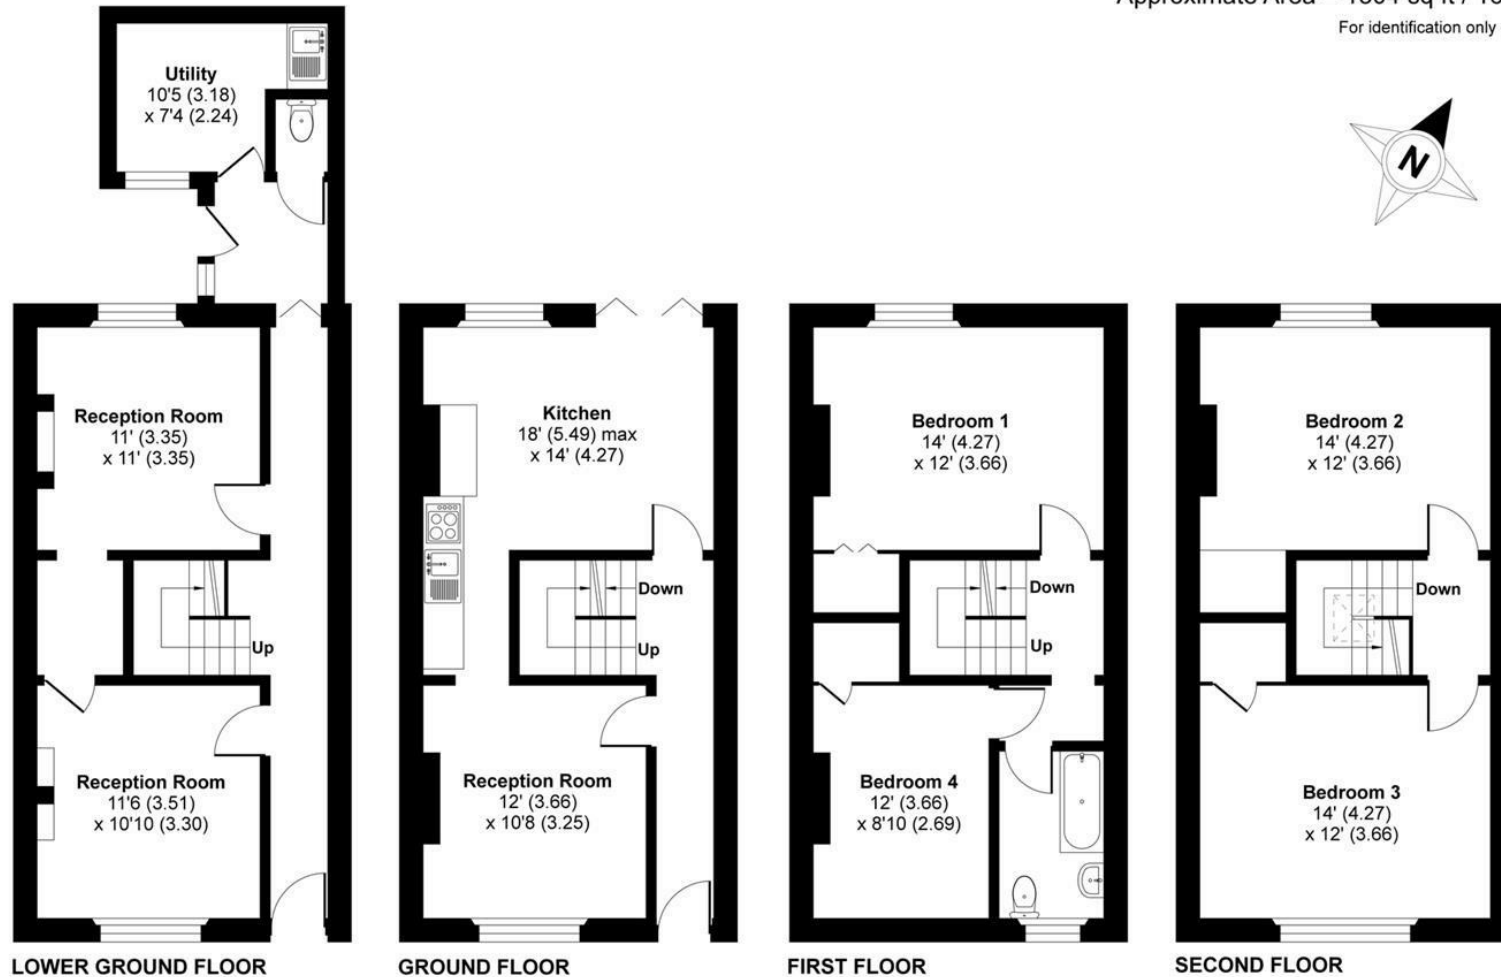 For identification only
N
Utility
10'5 (3.18)
x 7'4 (2.24)
Reception Room
11' (3.35)
x 11' (3.35)
Up
Reception Room
11'6 (3.51)
x 10'10 (3.30)
LOWER GROUND FLOOR
Kitchen
18' (5.49) max
x 14' (4.27)
Down
Up
Reception Room
12' (3.66)
x 10'8 (3.25)
GROUND FLOOR
Bedroom 1
14' (4.27)
x 12' (3.66)
Down
Up
Bedroom 4
12' (3.66)
x 8'10 (2.69)
FIRST FLOOR
Bedroom 2
14' (4.27)
x 12' (3.66)
Down
Bedroom 3
14' (4.27)
x 12' (3.66)
SECOND FLOOR